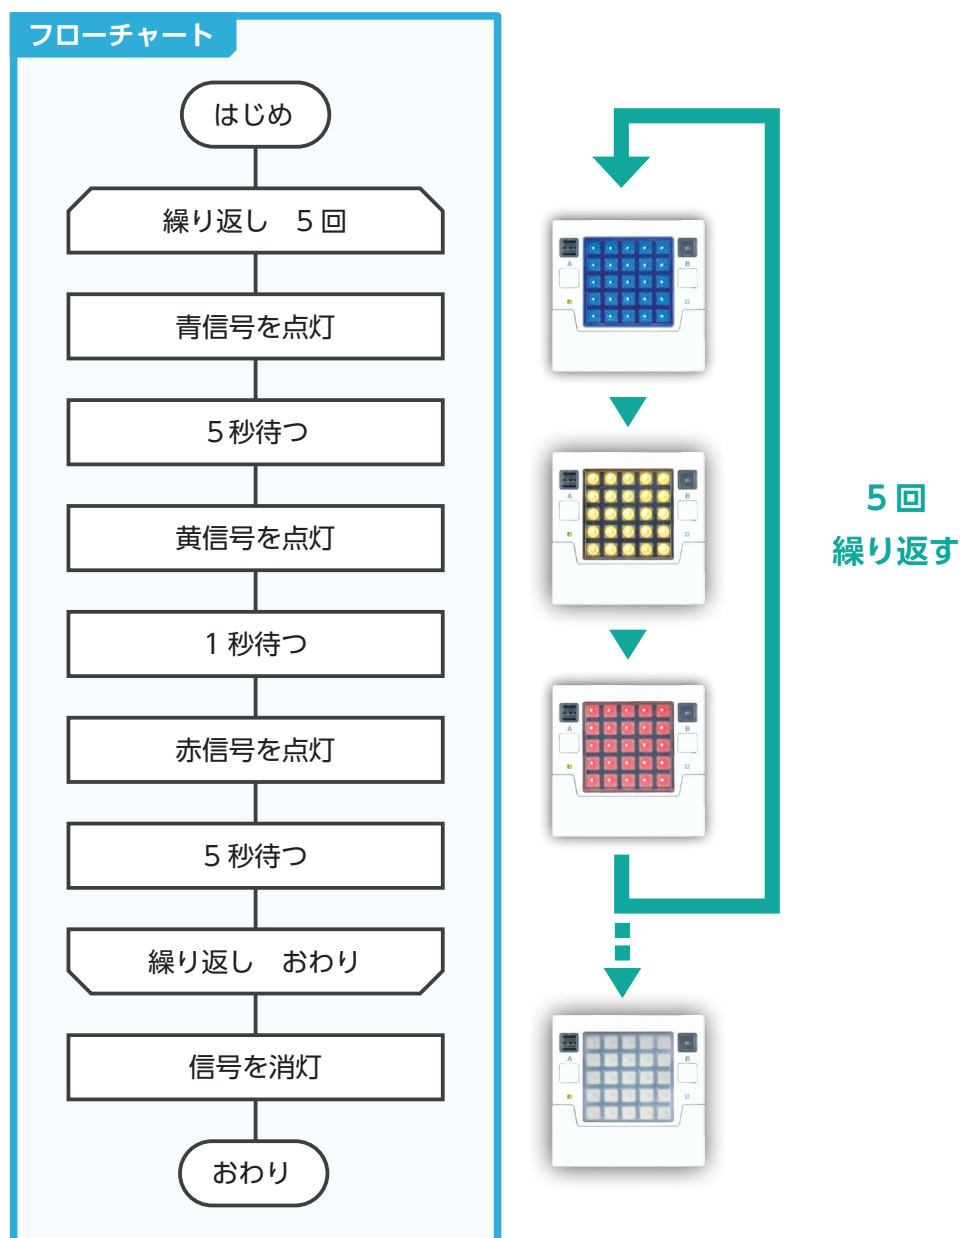 フローチャート
はじめ
繰り返し　5回
青信号を点灯
5秒待つ
黄信号を点灯
1秒待つ
赤信号を点灯
5秒待つ
繰り返し　おわり
信号を消灯
おわり
A
B
A
B
A
B
A
B
5回
繰り返す